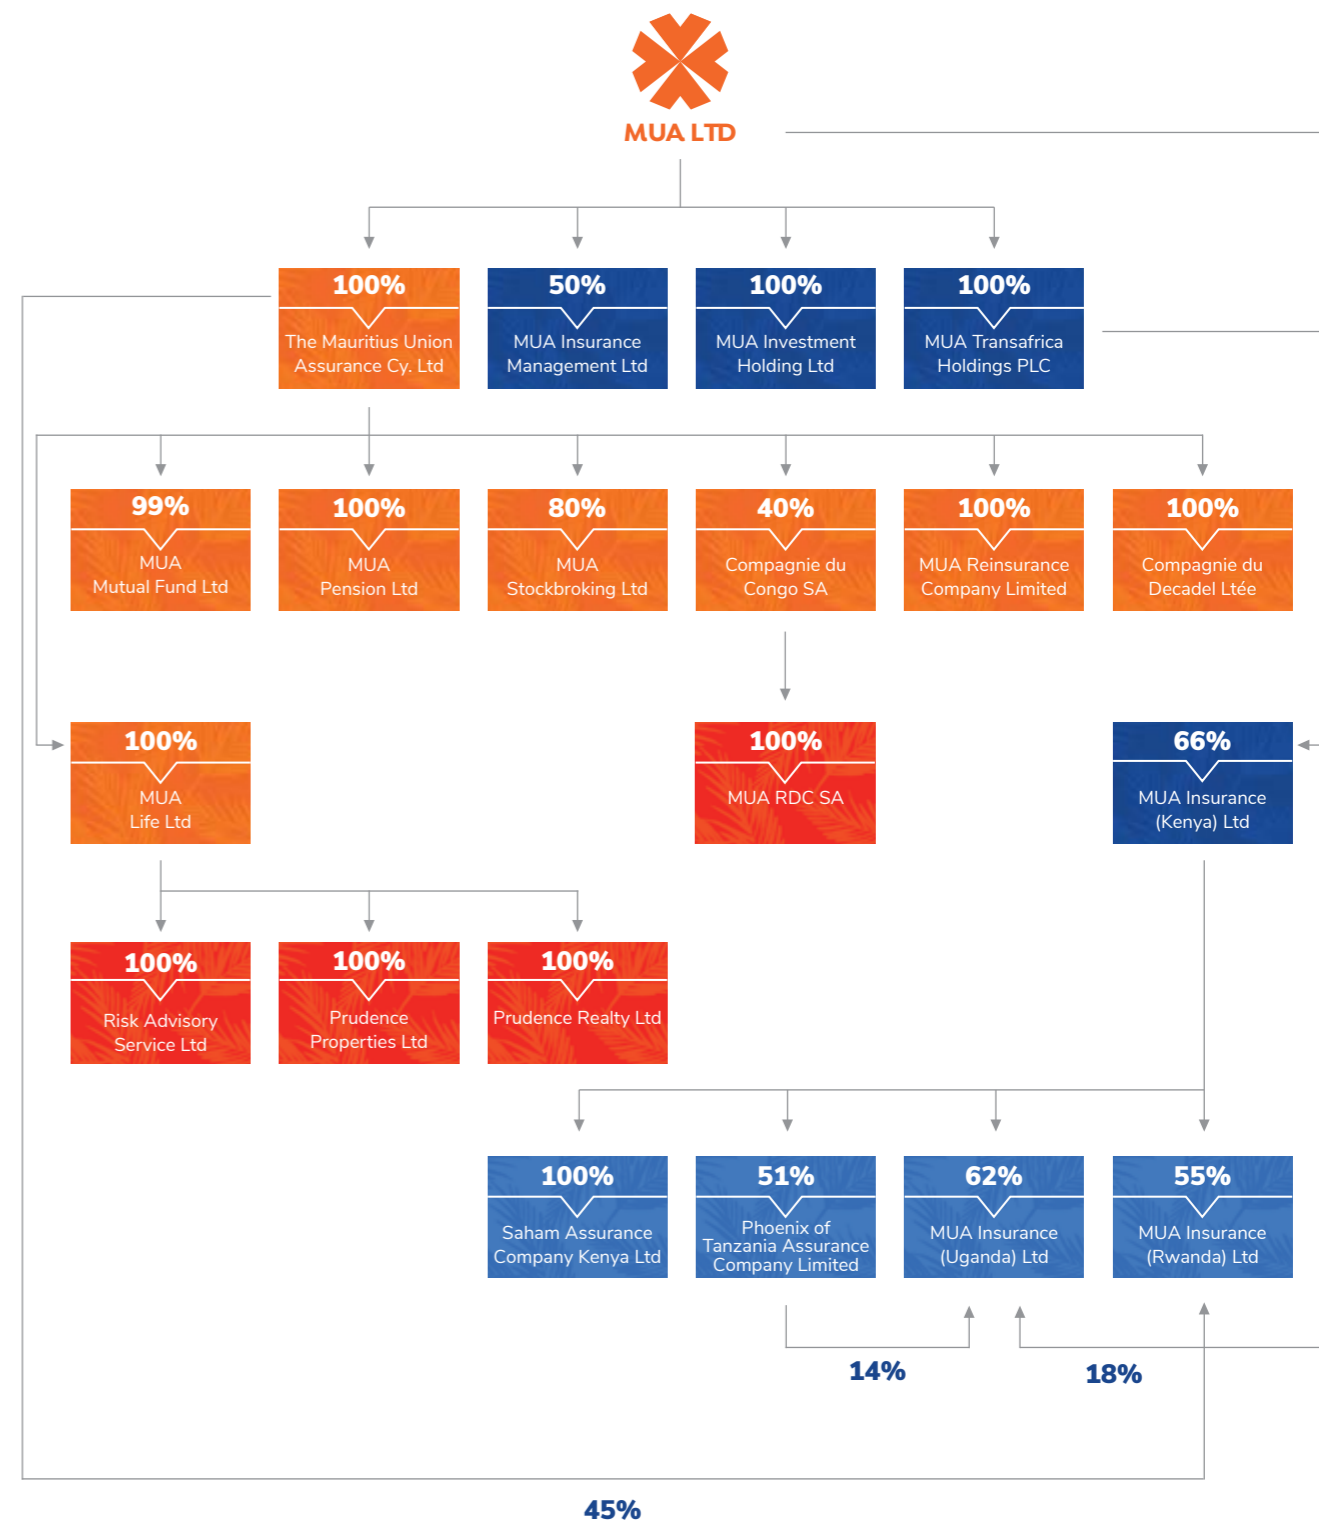 MUA LTD
100%
The Mauritius Union
Assurance Cy. Ltd
50%
MUA Insurance
Management Ltd
100%
MUA Investment
Holding Ltd
100%
MUA Transafrica
Holdings PLC
99%
MUA
Mutual Fund Ltd
100%
MUA
Pension Ltd
80%
MUA
Stockbroking Ltd
40%
Compagnie du
Congo SA
100%
MUA Reinsurance
Company Limited
100%
Compagnie du
Decadel Ltée
100%
MUA
Life Ltd
100%
MUA RDC SA
66%
MUA Insurance
(Kenya) Ltd
100%
Risk Advisory
Service Ltd
100%
Prudence
Properties Ltd
100%
Prudence Realty Ltd
100%
Saham Assurance
Company Kenya Ltd
51%
Phoenix of
Tanzania Assurance
Company Limited
62%
MUA Insurance
(Uganda) Ltd
55%
MUA Insurance
(Rwanda) Ltd
14%
18%
45%